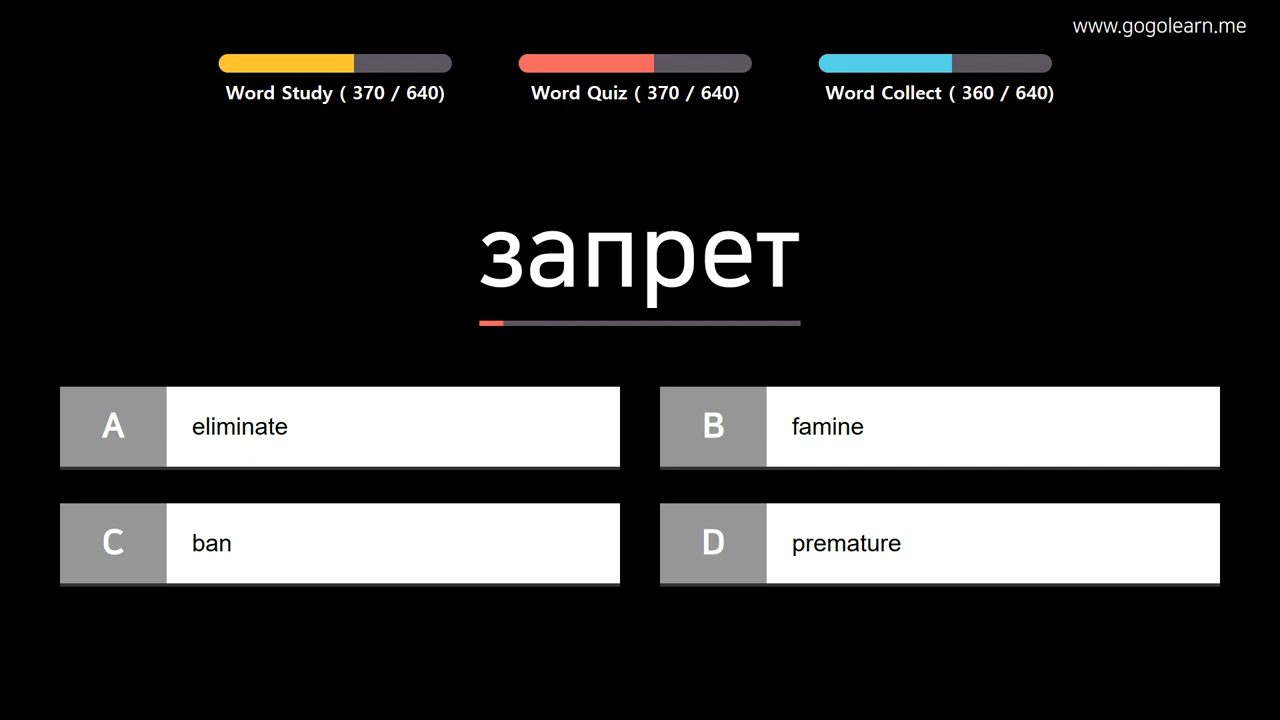 www.gogolearn.me
Word Study ( 370 / 640)
Word Quiz ( 370 / 640)
Word Collect ( 360 / 640)
запрет
A eliminate
B famine
C ban
D premature